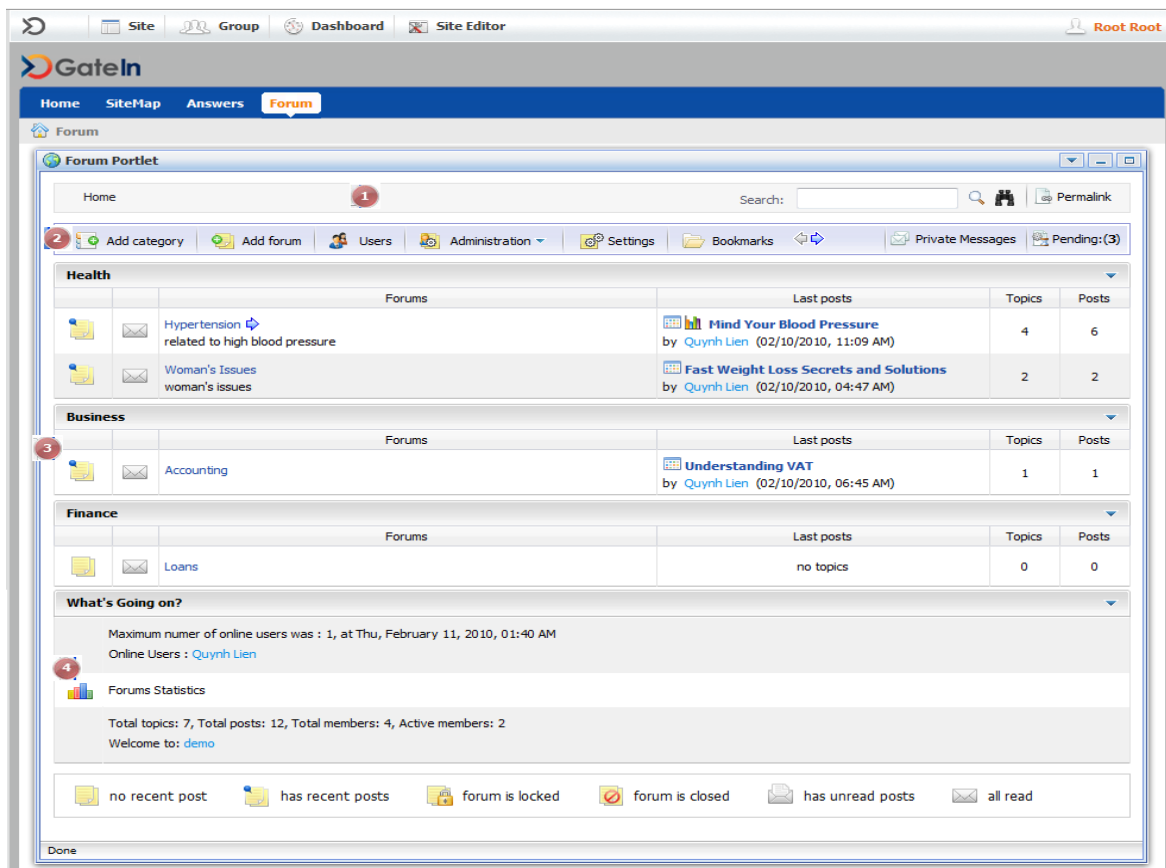 Site Group Dashboard Site Editor Root Root
GateIn
Home SiteMap Answers Forum
Forum
Forum Portlet
Home 1 Search: Permalink
2 Add category Add forum Users Administration Settings Bookmarks Private Messages Pending:(3)
Health
Forums Last posts Topics Posts
Hypertension Mind Your Blood Pressure 4 6
related to high blood pressure by Quynh Lien (02/10/2010, 11:09 AM)
Woman's Issues Fast Weight Loss Secrets and Solutions 2 2
woman's issues by Quynh Lien (02/10/2010, 04:47 AM)
Business
3 Forums Last posts Topics Posts
Accounting Understanding VAT 1 1
by Quynh Lien (02/10/2010, 06:45 AM)
Finance
Forums Last posts Topics Posts
Loans no topics 0 0
What's Going on?
Maximum numer of online users was : 1, at Thu, February 11, 2010, 01:40 AM
Online Users : Quynh Lien
4
Forums Statistics
Total topics: 7, Total posts: 12, Total members: 4, Active members: 2
Welcome to: demo
no recent post has recent posts forum is locked forum is closed has unread posts all read
Done